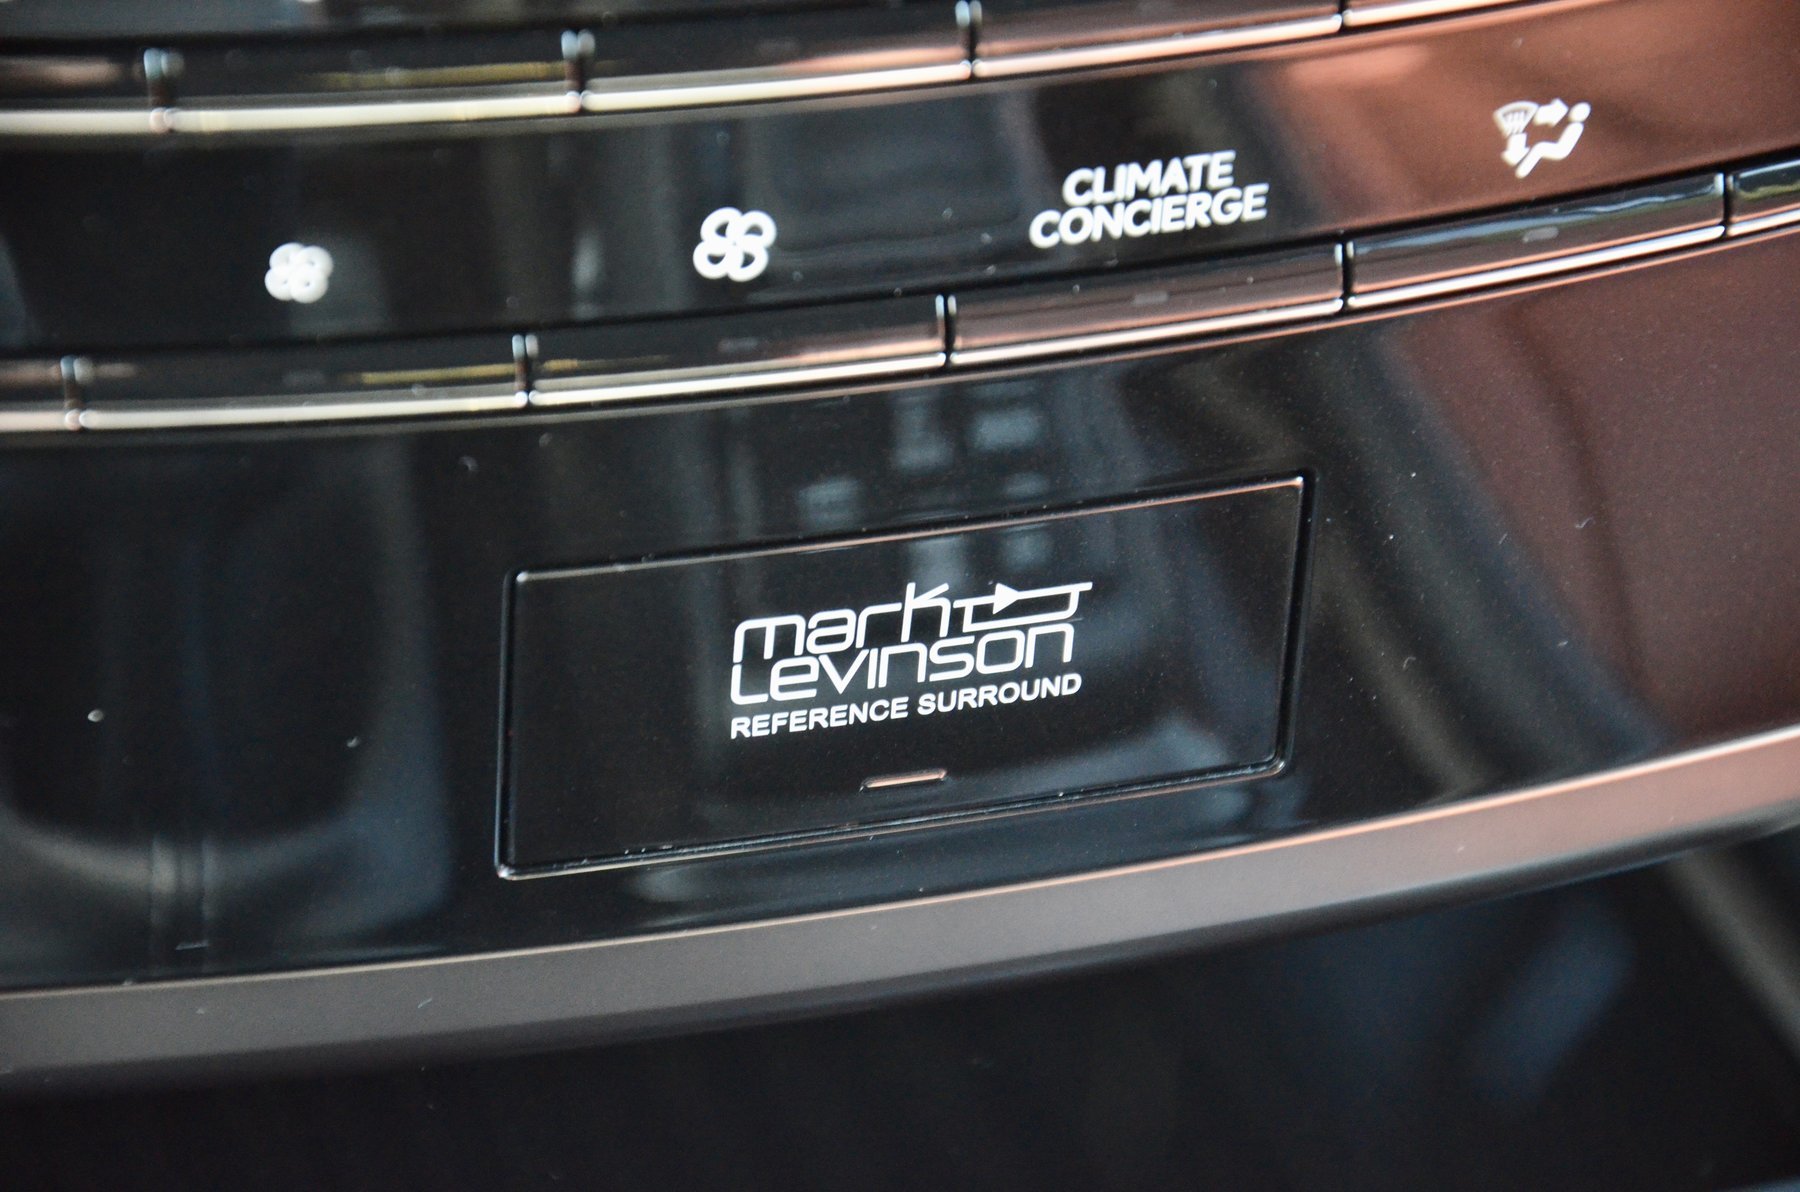 CLIMATE
CONCIERGE
mark
Levinson
REFERENCE SURROUND